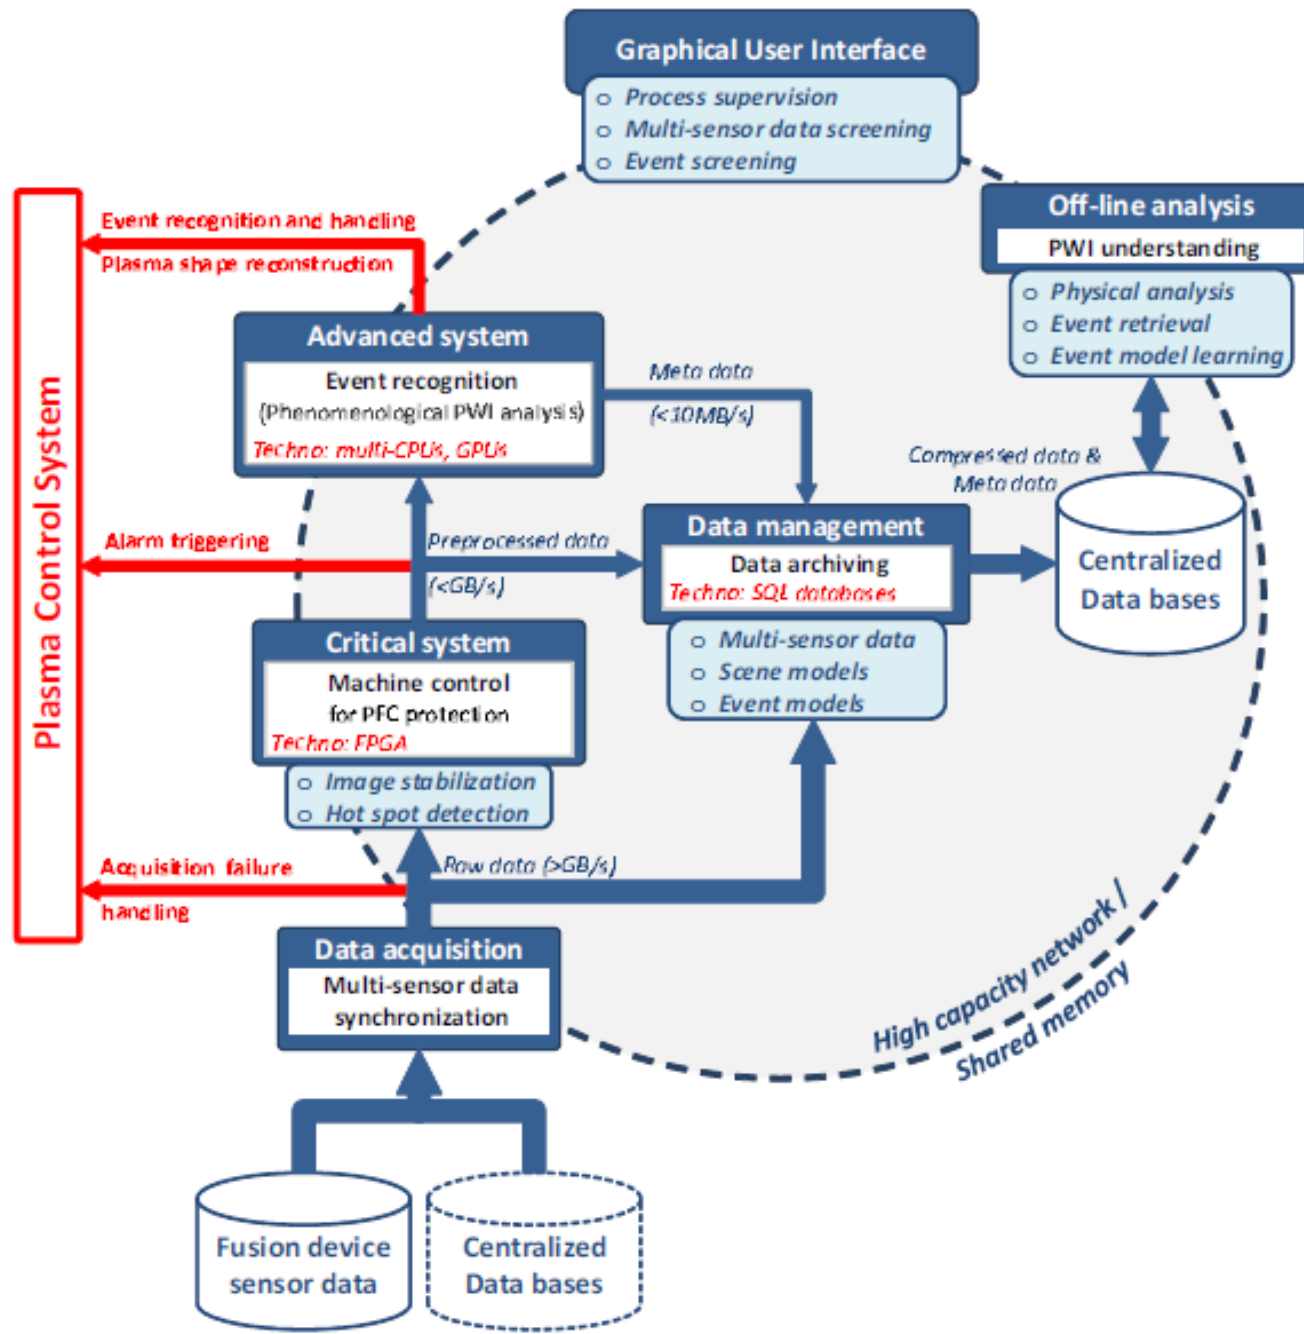 Graphical User Interface
o Process supervision
o Multi-sensor data screening
o Event screening
Off-line analysis
PWI understanding
o Physical analysis
o Event retrieval
o Event model learning
Plasma Control System
Event recognition and handling
Plasma shape reconstruction
Advanced system
Event recognition
(Phenomenological PWI analysis)
Techno: multi-CPUs, GPUs
Meta data
(<10MB/s)
Compressed data &
Meta data
Alarm triggering
Preprocessed data
(<GB/s)
Data management
Data archiving
Techno: SQL databases
o Multi-sensor data
o Scene models
o Event models
Centralized
Data bases
Critical system
Machine control
for PFC protection
Techno: FPGA
o Image stabilization
o Hot spot detection
Acquisition failure
handling
Raw data (>GB/s)
Data acquisition
Multi-sensor data
synchronization
High capacity network /
Shared memory
Fusion device
sensor data
Centralized
Data bases